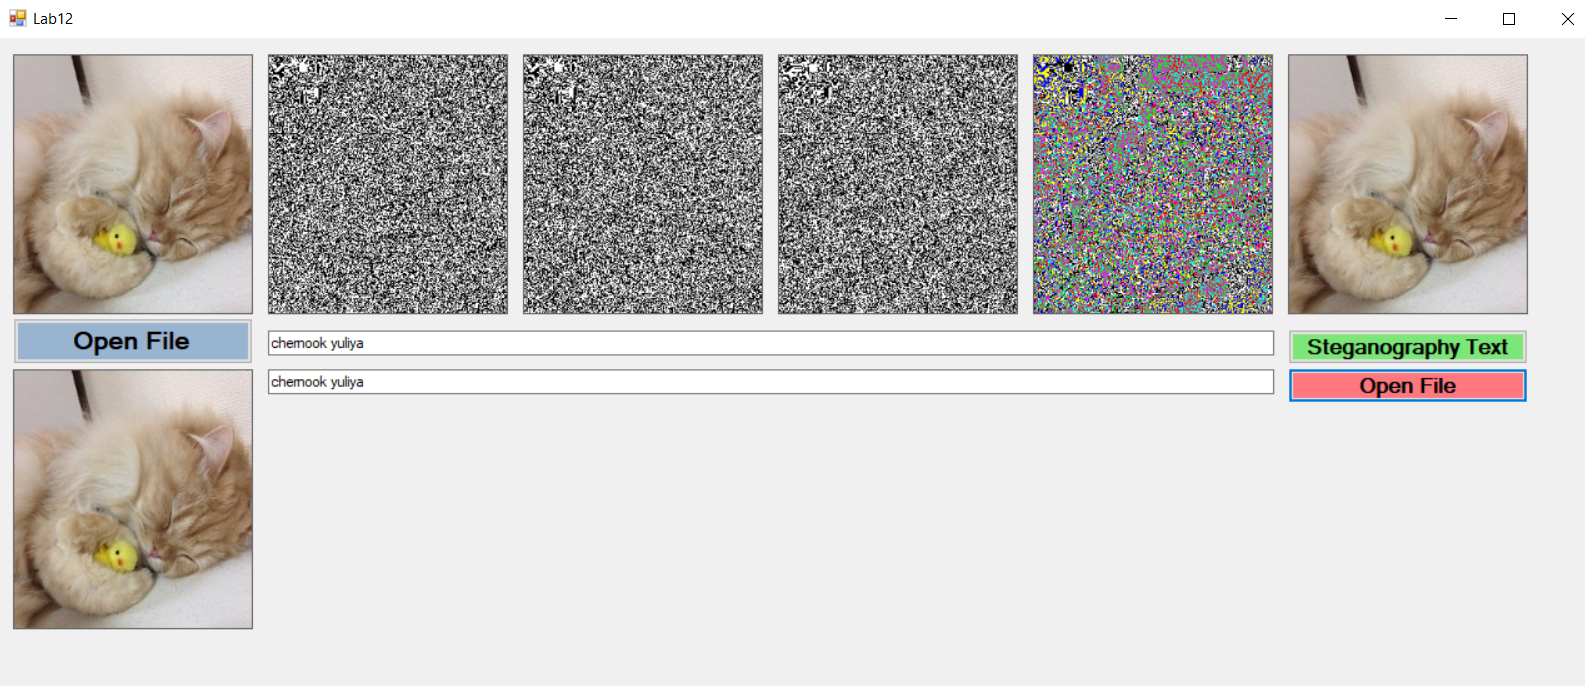 Lab12
Open File
chernook yuliya
Steganography Text
chernook yuliya
Open File